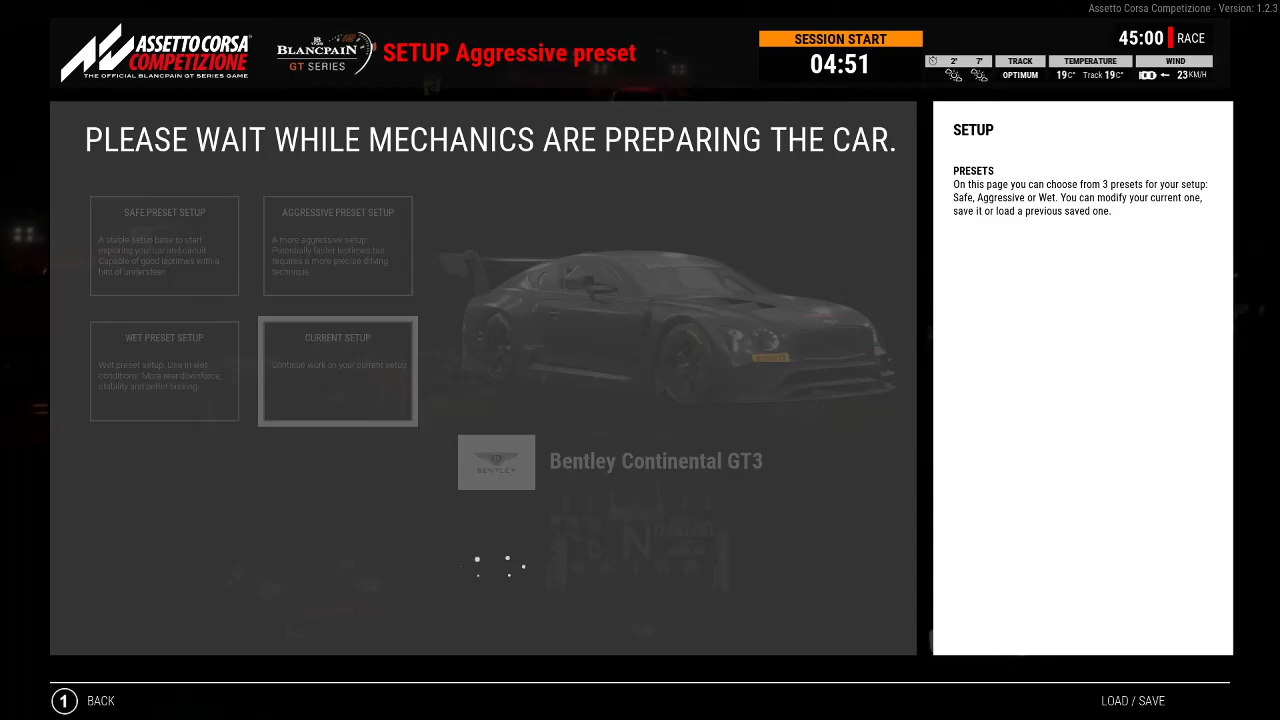 Assetto Corsa Competizione - Version: 1.2.3
ASSETTO CORSA
COMPETIZIONE
THE OFFICIAL BLANCPAIN GT SERIES GAME
BLANCPAIN
GT SERIES
SETUP Aggressive preset
SESSION START
04:51
45:00 RACE
2' 7' TRACK TEMPERATURE WIND
OPTIMUM 19C° Track 19C° 23KM/H
PLEASE WAIT WHILE MECHANICS ARE PREPARING THE CAR.
SAFE PRESET SETUP
A stable setup base to start
exploring your car and circuit.
Capable of good laptimes with a
hint of understeer.
AGGRESSIVE PRESET SETUP
A more aggressive setup.
Potentially faster laptimes but
requires a more precise driving
technique.
WET PRESET SETUP
Wet preset setup. Use in wet
conditions. More rear downforce,
stability and better braking.
CURRENT SETUP
Continue work on your current setup
BENTLEY
Bentley Continental GT3
SETUP
PRESETS
On this page you can choose from 3 presets for your setup:
Safe, Aggressive or Wet. You can modify your current one,
save it or load a previous saved one.
1 BACK
LOAD / SAVE